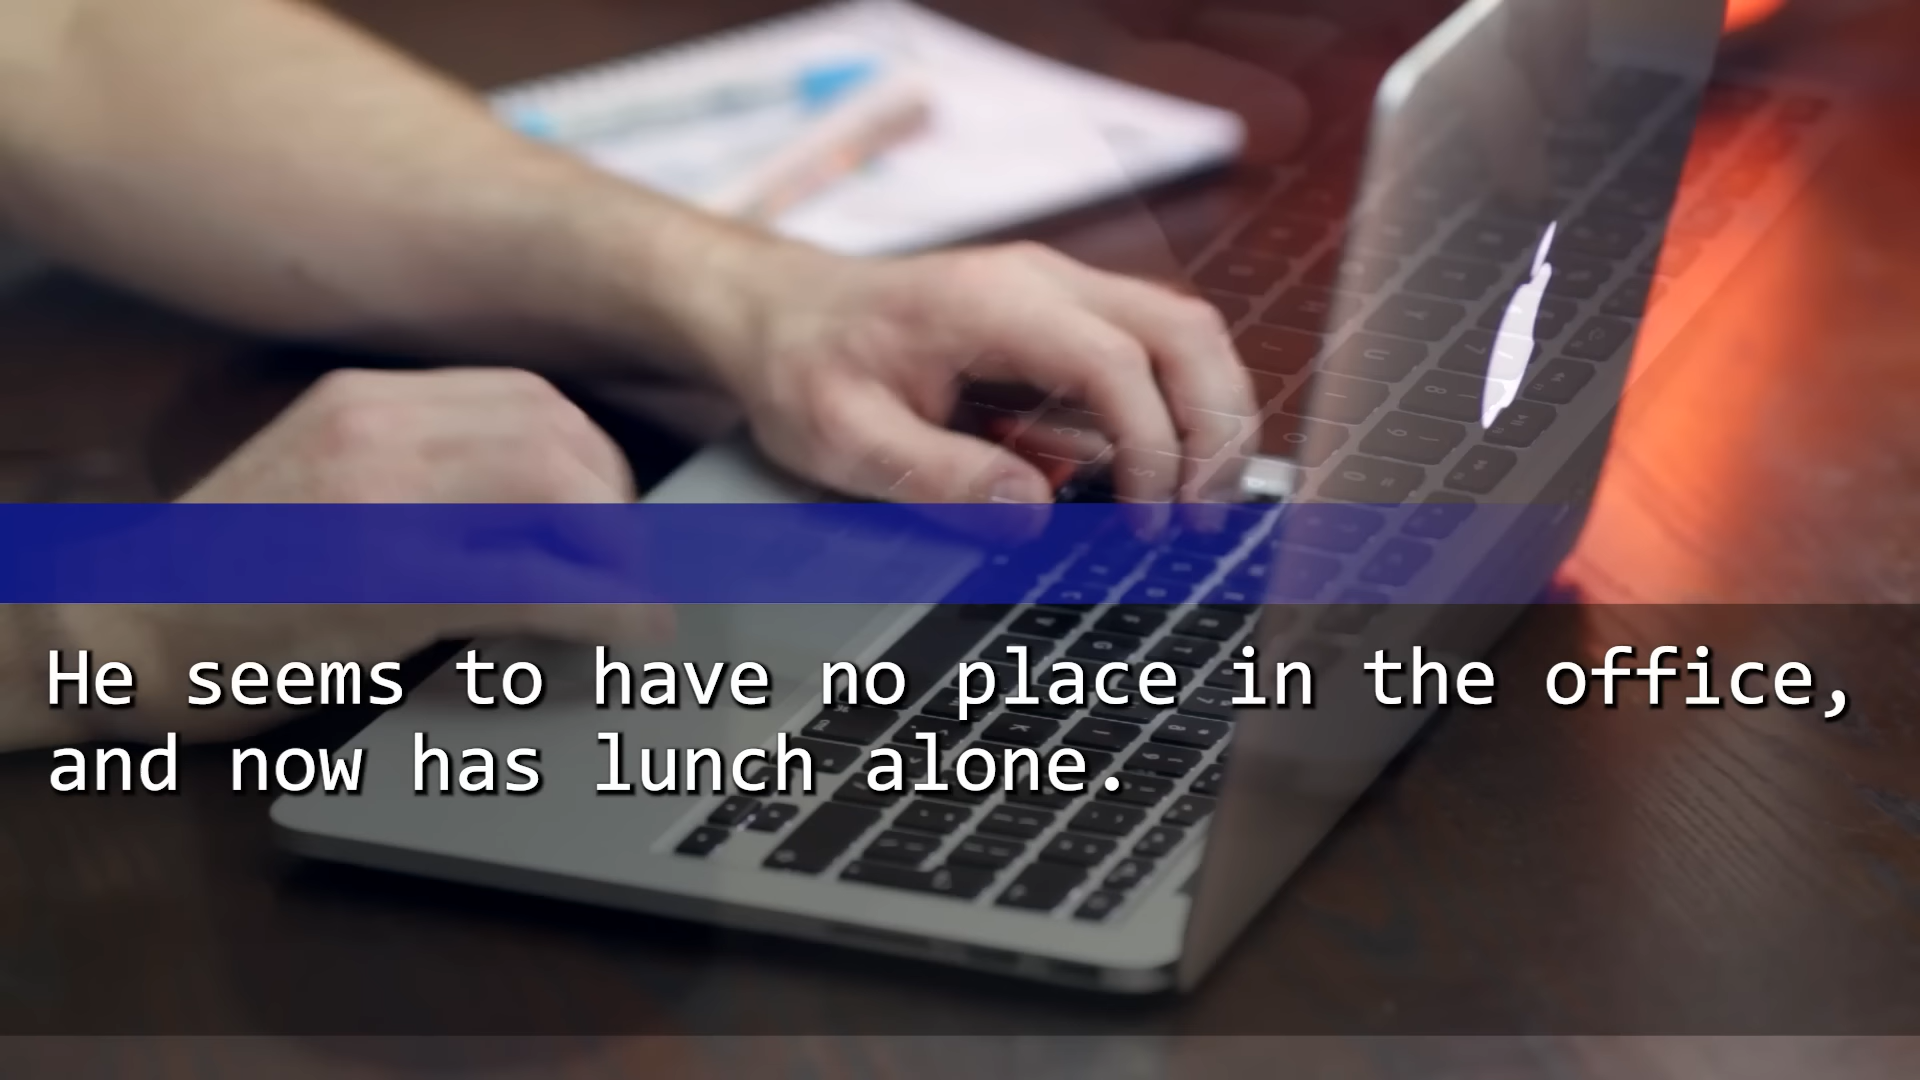 He seems to have no place in the office,
and now has lunch alone.